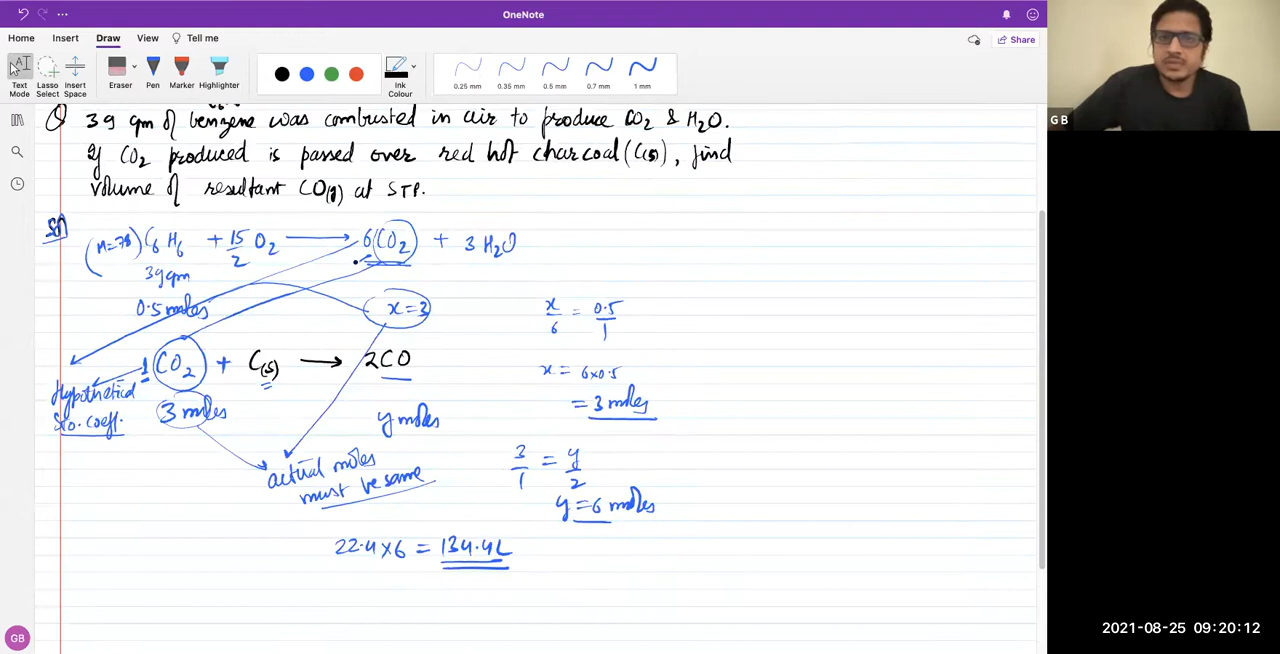 OneNote
Home Insert Draw View Tell me
Share
Text Mode
Lasso Select
Insert Space
Eraser
Pen
Marker
Highlighter
Ink Colour
0.25 mm 0.35 mm 0.5 mm 0.7 mm 1 mm
GB
Q 39 gm of benzene was combusted in air to produce CO2 & H2O.
If CO2 produced is passed over red hot charcoal (C(s)), find
volume of resultant CO(g) at STP.
Sol
(M=78) C6H6 + 15/2 O2 → 6CO2 + 3H2O
39gm
0.5 moles
x=3
x/6 = 0.5/1
1CO2 + C(s) → 2CO
x = 6×0.5
= 3 moles
Hypothetical
Sto. coeff.
3 moles
y moles
actual moles
must be same
3/1 = y/2
y = 6 moles
22.4×6 = 134.4L
GB
2021-08-25 09:20:12